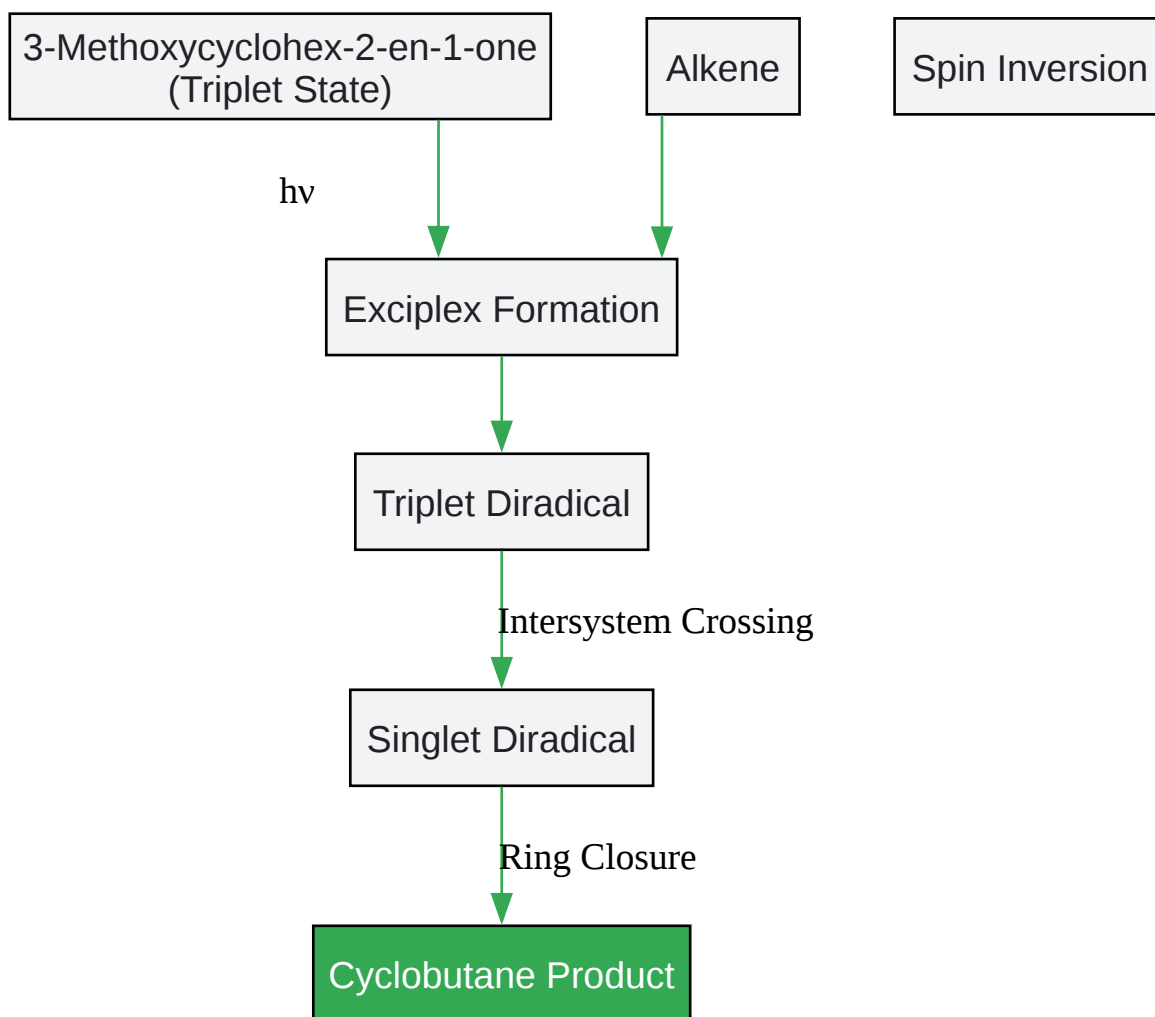 3-Methoxycyclohex-2-en-1-one
(Triplet State)
Alkene
Spin Inversion
hν
Exciplex Formation
Triplet Diradical
Intersystem Crossing
Singlet Diradical
Ring Closure
Cyclobutane Product